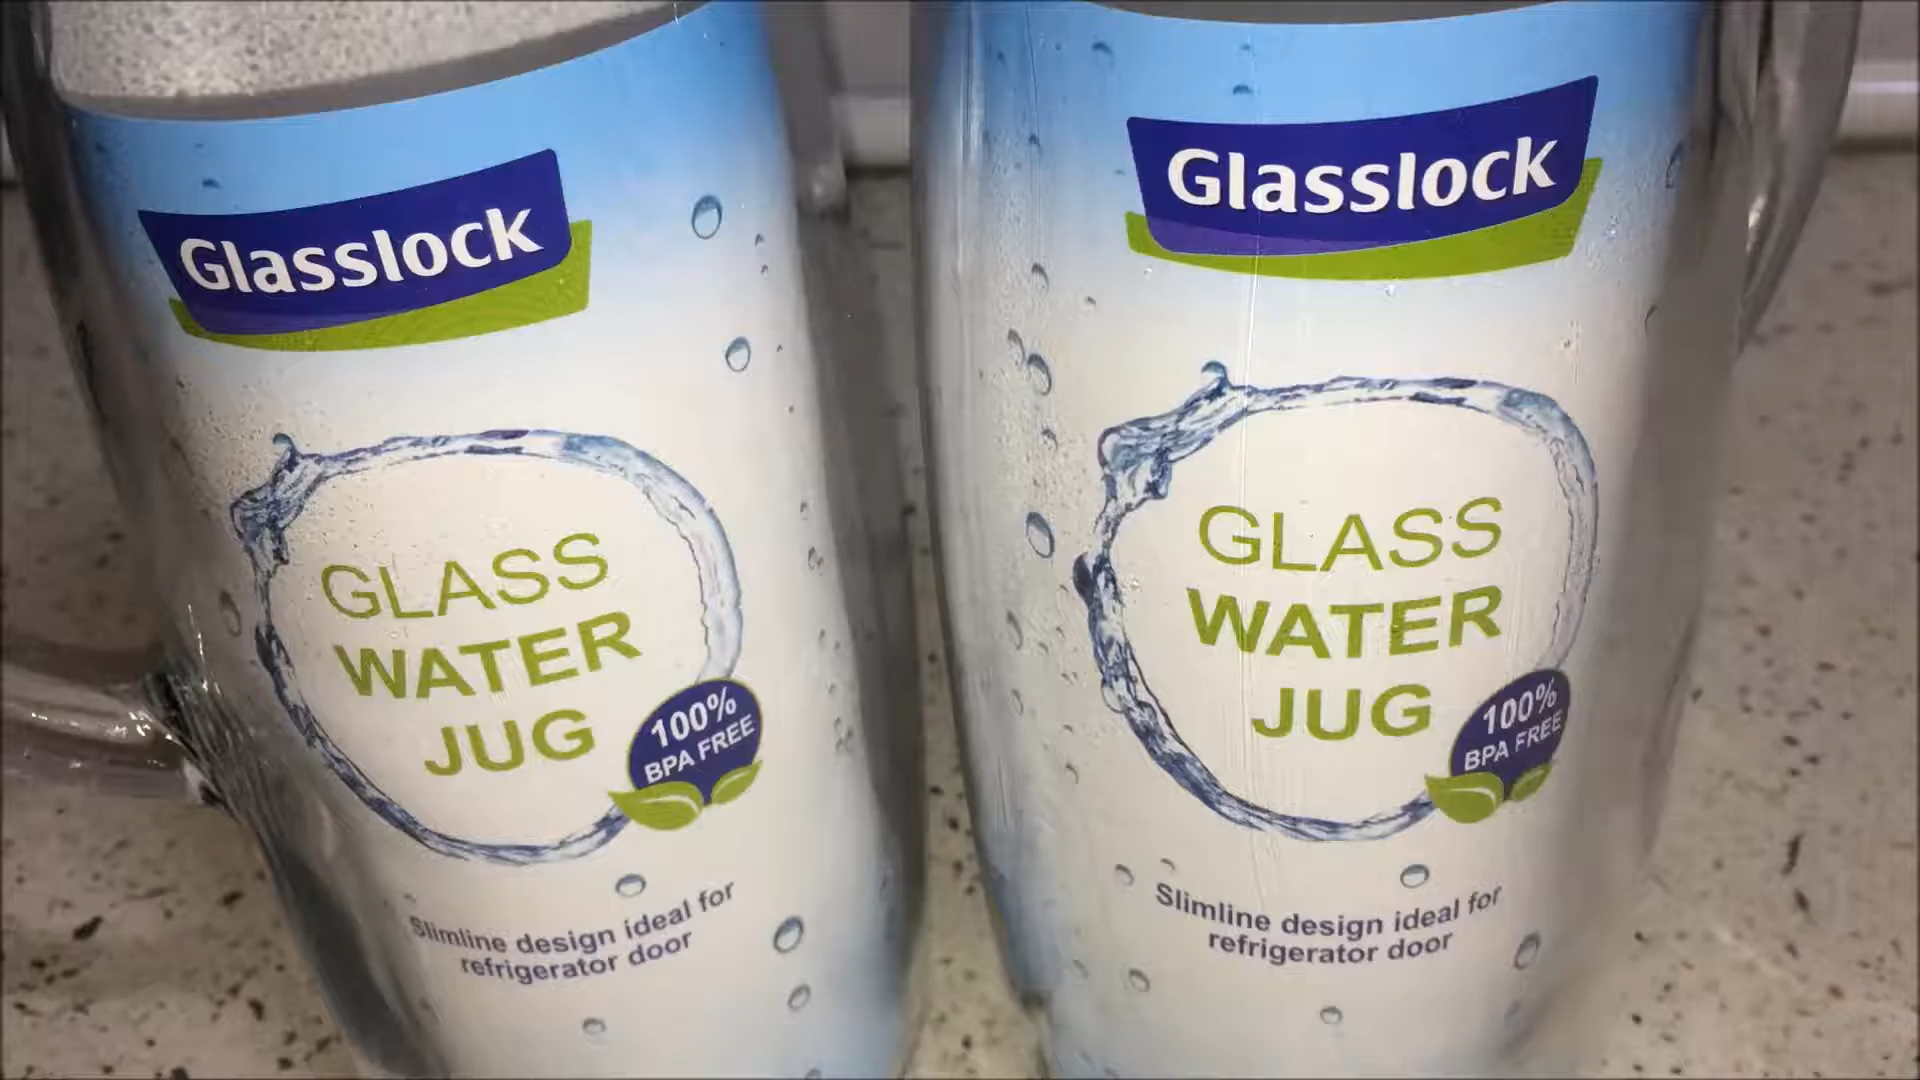 Glasslock
GLASS
WATER
JUG
100%
BPA FREE
Slimline design ideal for
refrigerator door
Glasslock
GLASS
WATER
JUG
100%
BPA FREE
Slimline design ideal for
refrigerator door